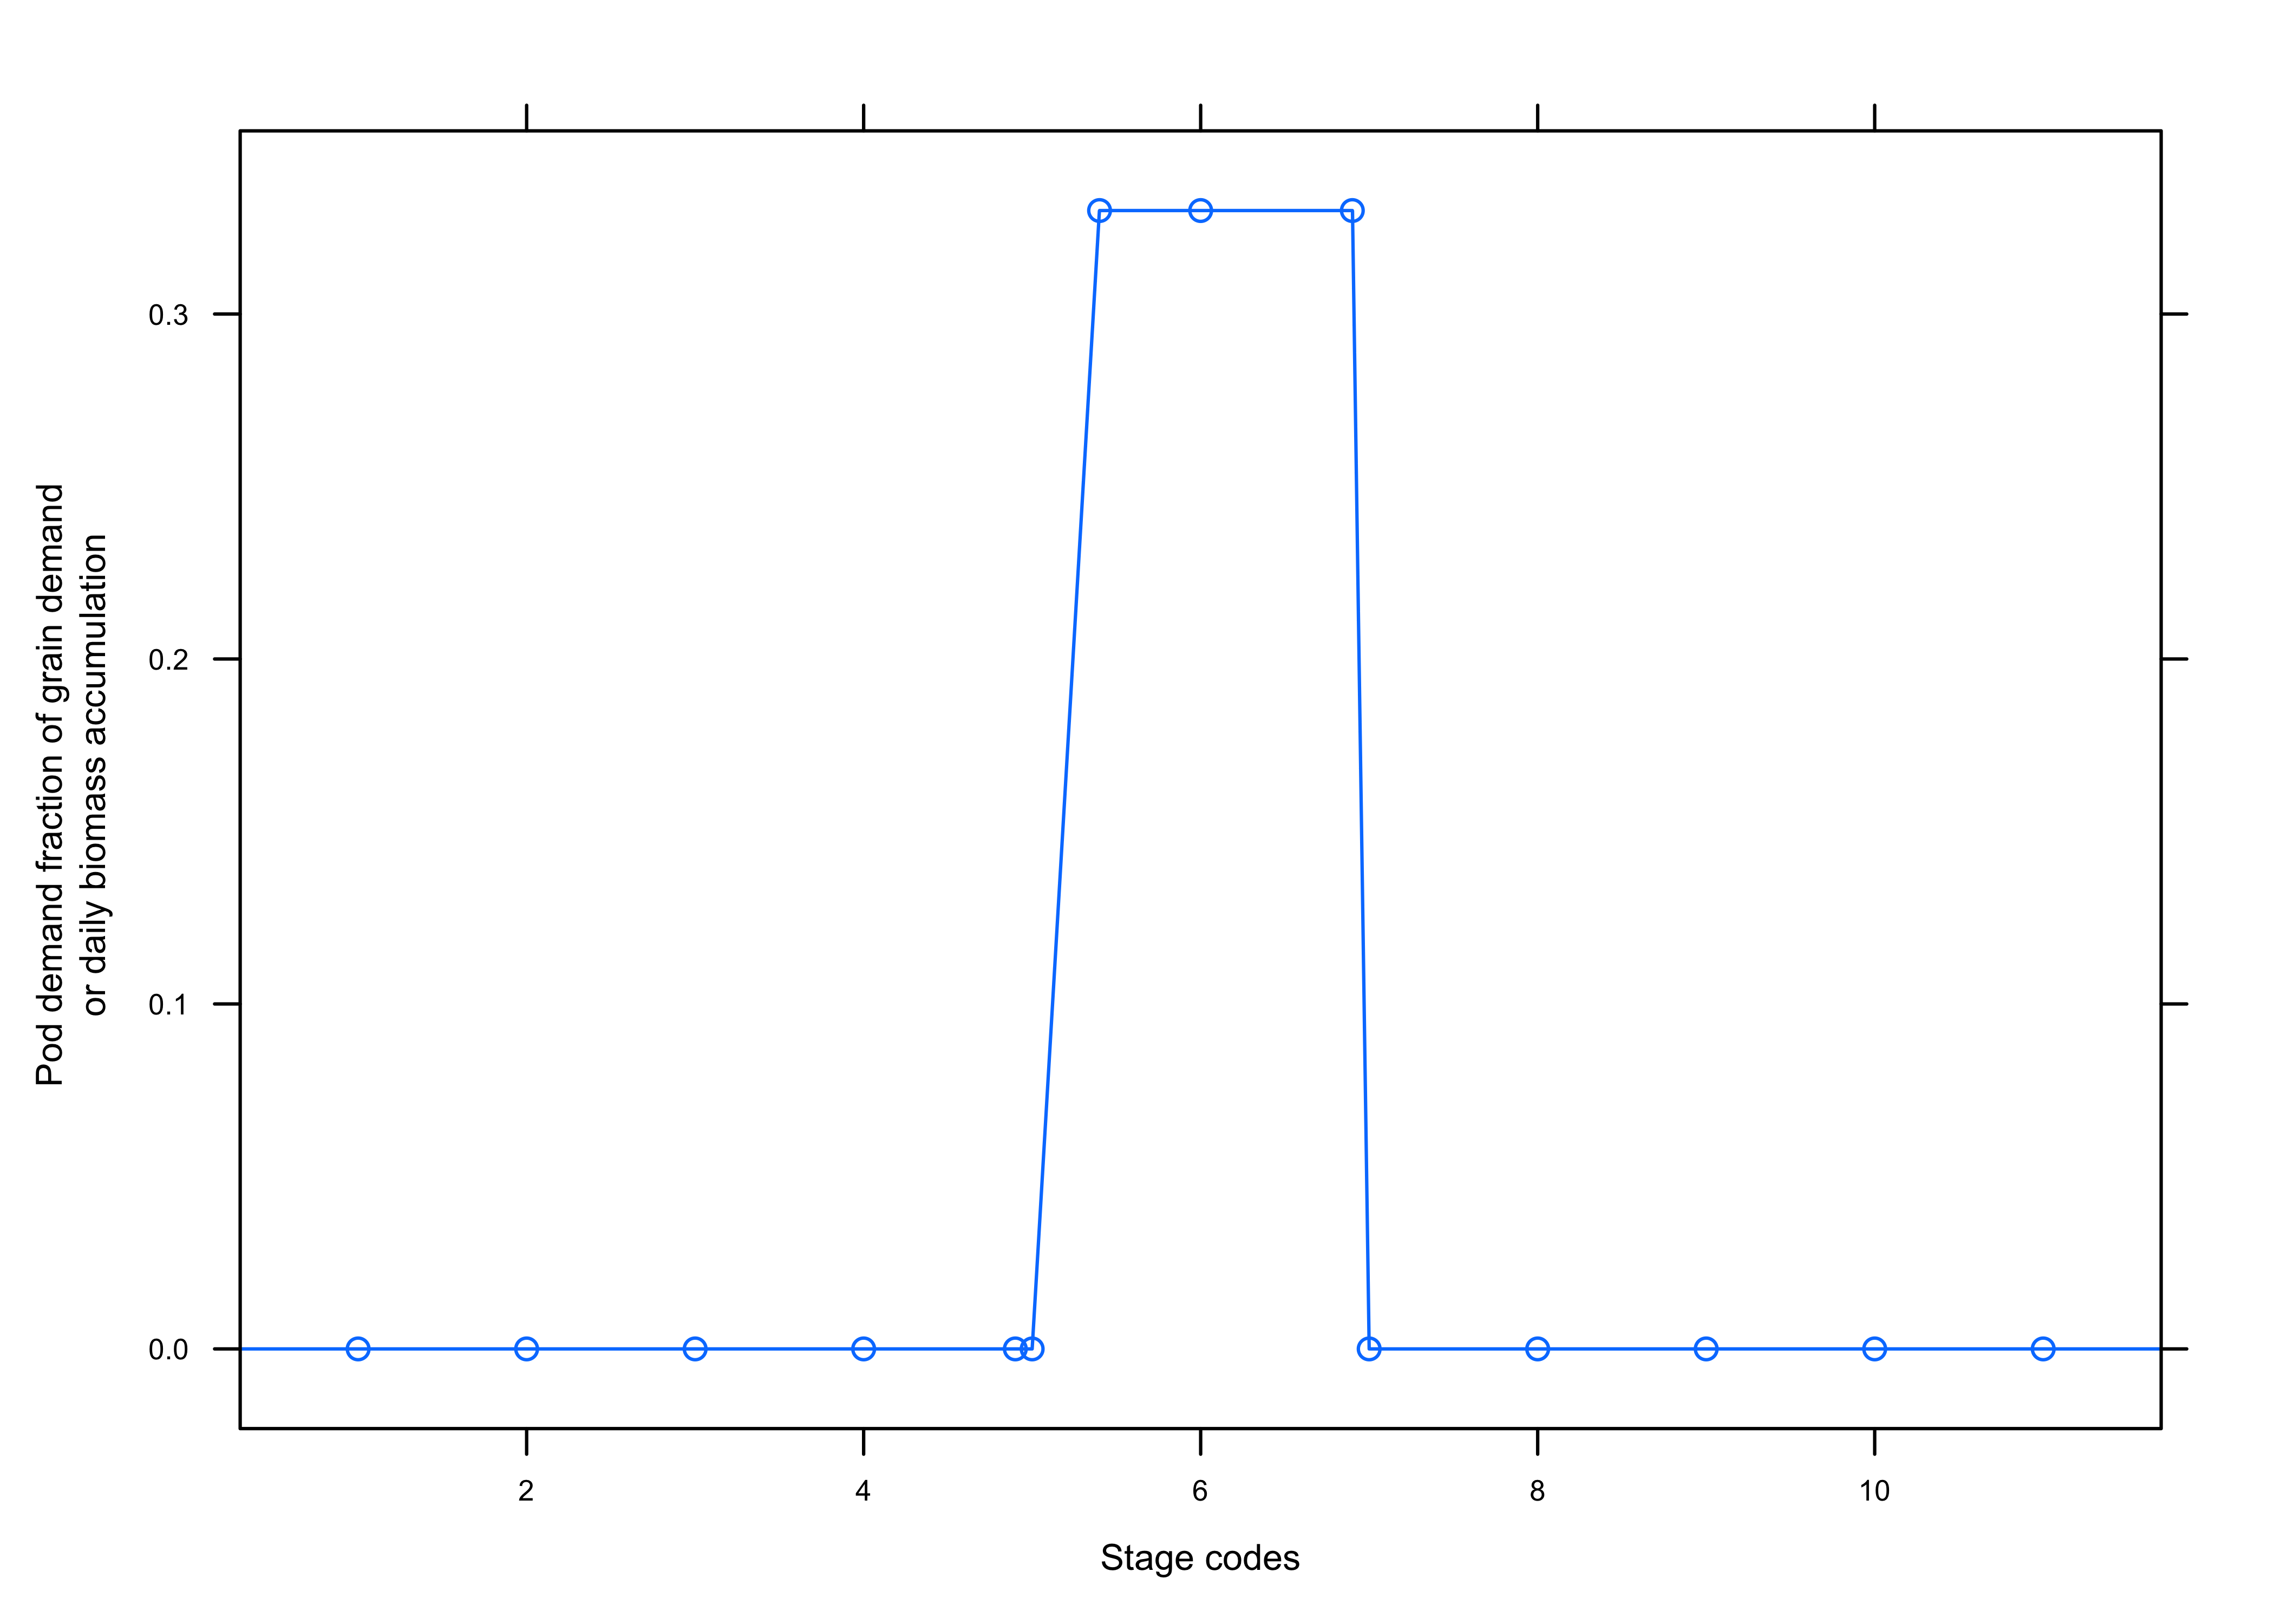 Pod demand fraction of grain demand
or daily biomass accumulation
0.3
0.2
0.1
0.0
2 4 6 8 10
Stage codes